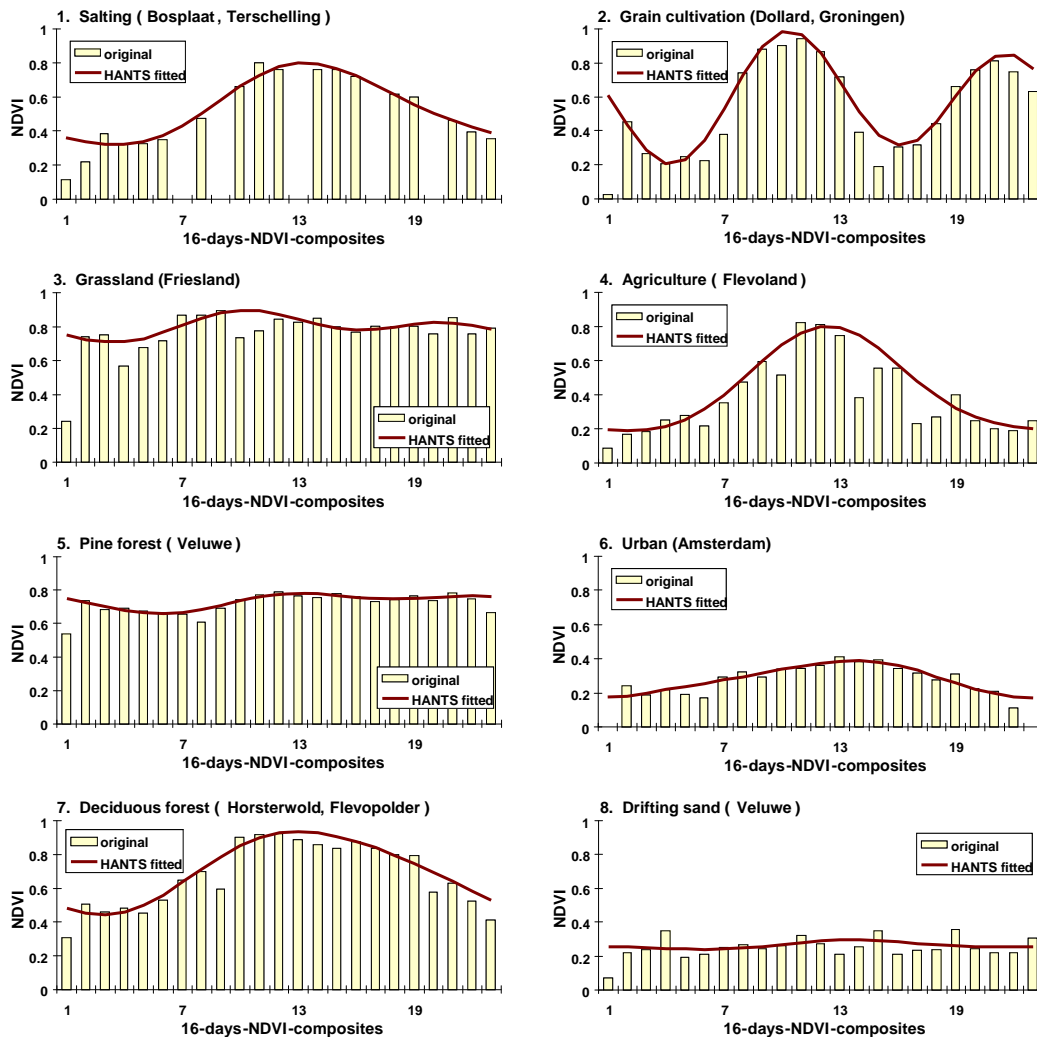 1. Salting ( Bosplaat, Terschelling )
1
0.8
0.6
0.4
0.2
0
NDVI
original
HANTS fitted
1 7 13 19
16-days-NDVI-composites
2. Grain cultivation (Dollard, Groningen)
1
0.8
0.6
0.4
0.2
0
NDVI
original
HANTS fitted
1 7 13 19
16-days-NDVI-composites
3. Grassland (Friesland)
1
0.8
0.6
0.4
0.2
0
NDVI
original
HANTS fitted
1 7 13 19
16-days-NDVI-composites
4. Agriculture ( Flevoland )
1
0.8
0.6
0.4
0.2
0
NDVI
original
HANTS fitted
1 7 13 19
16-days-NDVI-composites
5. Pine forest ( Veluwe )
1
0.8
0.6
0.4
0.2
0
NDVI
original
HANTS fitted
1 7 13 19
16-days-NDVI-composites
6. Urban (Amsterdam)
1
0.8
0.6
0.4
0.2
0
NDVI
original
HANTS fitted
1 7 13 19
16-days-NDVI-composites
7. Deciduous forest ( Horsterwold, Flevopolder )
1
0.8
0.6
0.4
0.2
0
NDVI
original
HANTS fitted
1 7 13 19
16-days-NDVI-composites
8. Drifting sand ( Veluwe )
1
0.8
0.6
0.4
0.2
0
NDVI
original
HANTS fitted
1 7 13 19
16-days-NDVI-composites